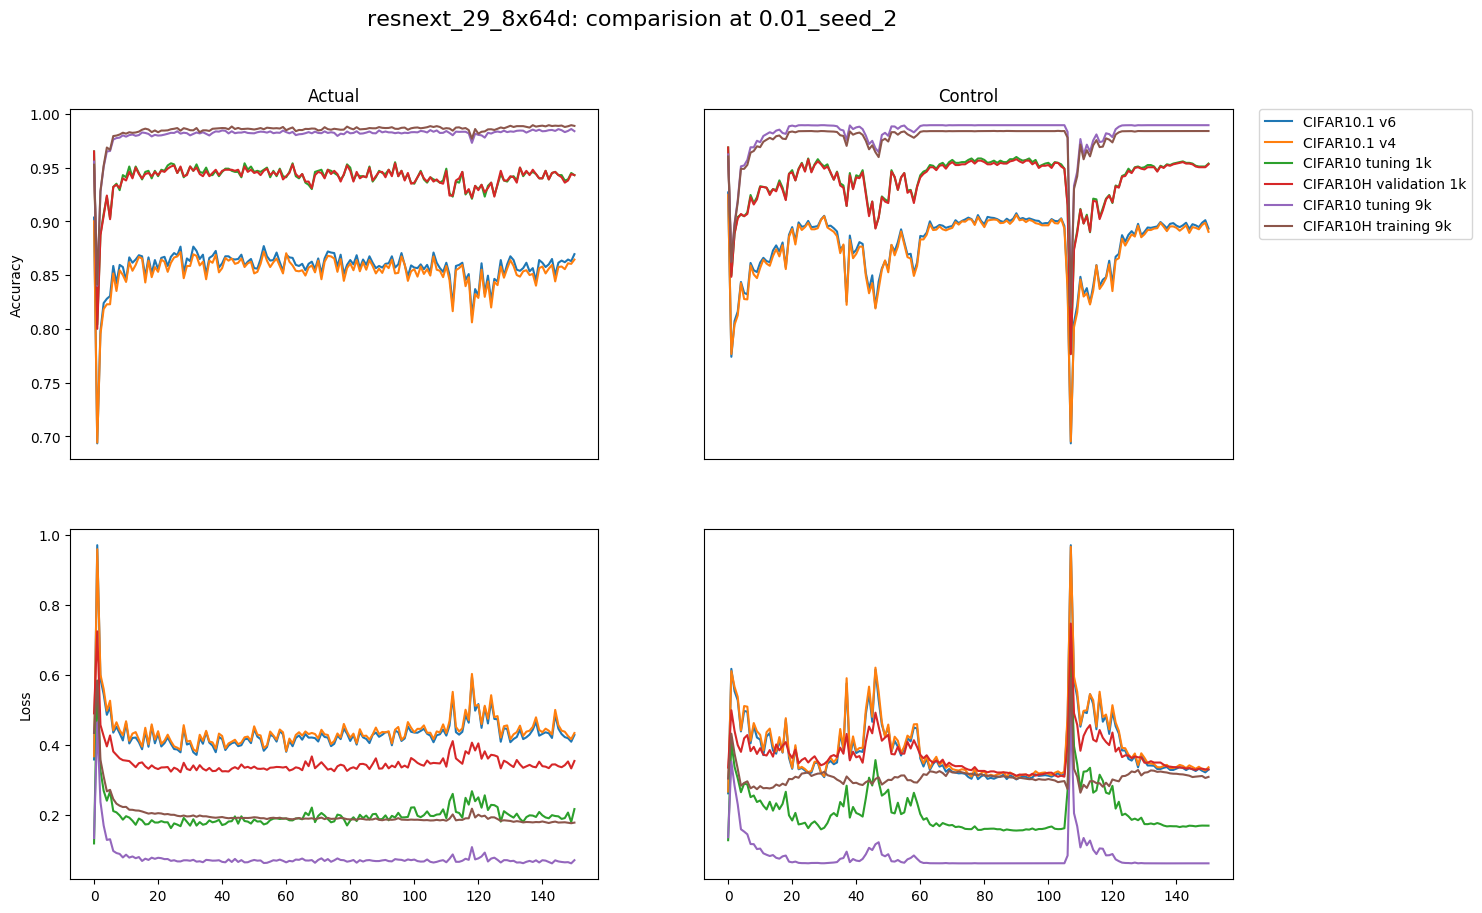 resnext_29_8x64d: comparision at 0.01_seed_2
Actual
Control
Accuracy
1.00
0.95
0.90
0.85
0.80
0.75
0.70
CIFAR10.1 v6
CIFAR10.1 v4
CIFAR10 tuning 1k
CIFAR10H validation 1k
CIFAR10 tuning 9k
CIFAR10H training 9k
Loss
1.0
0.8
0.6
0.4
0.2
0 20 40 60 80 100 120 140
0 20 40 60 80 100 120 140